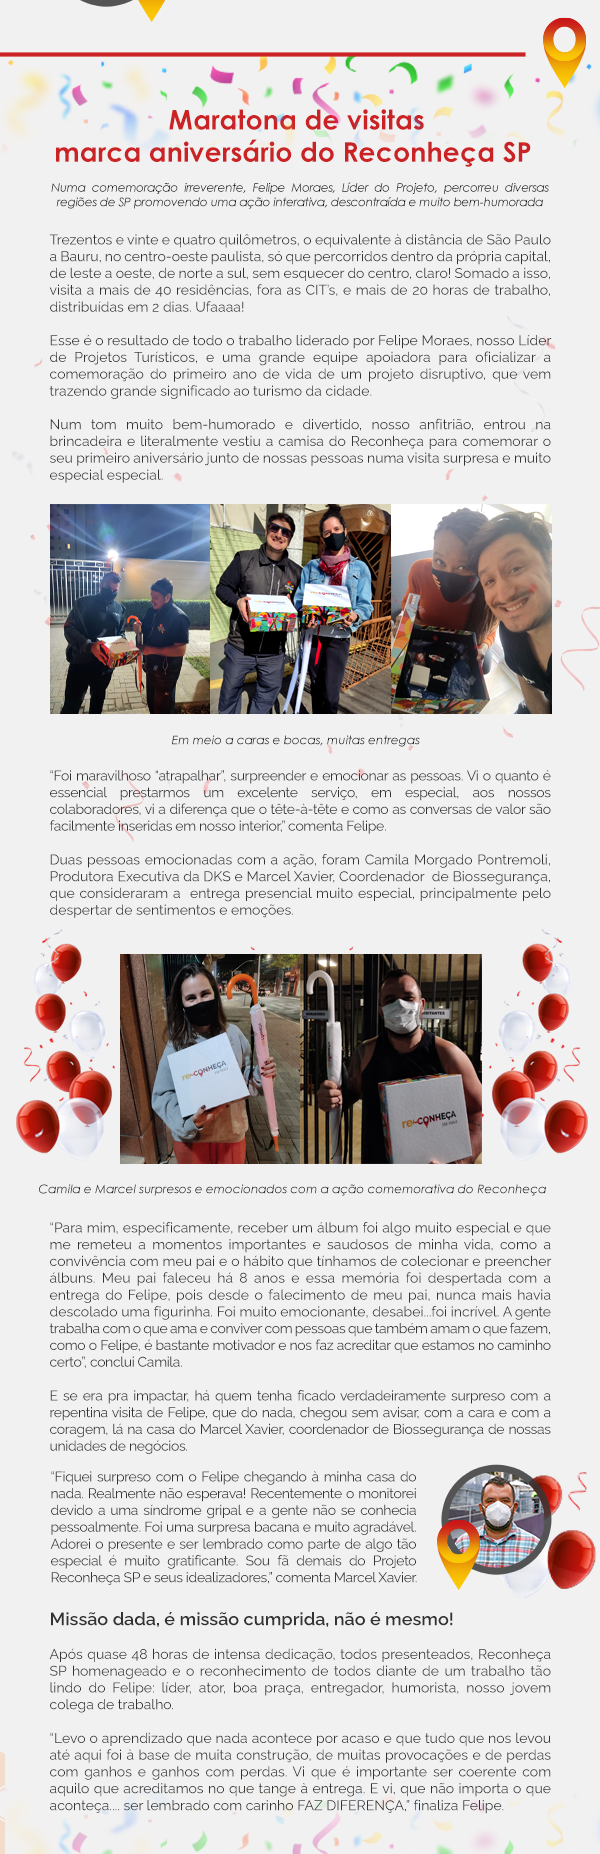 Maratona de visitas
marca aniversário do Reconheça SP
Numa comemoração irreverente, Felipe Moraes, Líder do Projeto, percorreu diversas
regiões de SP promovendo uma ação interativa, descontraída e muito bem-humorada
Trezentos e vinte e quatro quilômetros, o equivalente à distância de São Paulo
a Bauru, no centro-oeste paulista, só que percorridos dentro da própria capital,
de leste a oeste, de norte a sul, sem esquecer do centro, claro! Somado a isso,
visita a mais de 40 residências, fora as CIT's, e mais de 20 horas de trabalho,
distribuídas em 2 dias. Ufaaaa!
Esse é o resultado de todo o trabalho liderado por Felipe Moraes, nosso Líder
de Projetos Turísticos, e uma grande equipe apoiadora para oficializar a
comemoração do primeiro ano de vida de um projeto disruptivo, que vem
trazendo grande significado ao turismo da cidade.
Num tom muito bem-humorado e divertido, nosso anfitrião, entrou na
brincadeira e literalmente vestiu a camisa do Reconheça para comemorar o
seu primeiro aniversário junto de nossas pessoas numa visita surpresa e muito
especial especial.
re CONHEÇA
re CONHEÇA
Em meio a caras e bocas, muitas entregas
“Foi maravilhoso “atrapalhar”, surpreender e emocionar as pessoas. Vi o quanto é
essencial prestarmos um excelente serviço, em especial, aos nossos
colaboradores, vi a diferença que o tête-à-tête e como as conversas de valor são
facilmente inseridas em nosso interior,” comenta Felipe.
Duas pessoas emocionadas com a ação, foram Camila Morgado Pontremoli,
Produtora Executiva da DKS e Marcel Xavier, Coordenador de Biossegurança,
que consideraram a entrega presencial muito especial, principalmente pelo
despertar de sentimentos e emoções.
re CONHEÇA
re CONHEÇA
Camila e Marcel surpresos e emocionados com a ação comemorativa do Reconheça
“Para mim, especificamente, receber um álbum foi algo muito especial e que
me remeteu a momentos importantes e saudosos de minha vida, como a
convivência com meu pai e o hábito que tínhamos de colecionar e preencher
álbuns. Meu pai faleceu há 8 anos e essa memória foi despertada com a
entrega do Felipe, pois desde o falecimento de meu pai, nunca mais havia
descolado uma figurinha. Foi muito emocionante, desabei...foi incrível. A gente
trabalha com o que ama e conviver com pessoas que também amam o que fazem,
como o Felipe, é bastante motivador e nos faz acreditar que estamos no caminho
certo”, conclui Camila.
E se era pra impactar, há quem tenha ficado verdadeiramente surpreso com a
repentina visita de Felipe, que do nada, chegou sem avisar, com a cara e com a
coragem, lá na casa do Marcel Xavier, coordenador de Biossegurança de nossas
unidades de negócios.
“Fiquei surpreso com o Felipe chegando à minha casa do
nada. Realmente não esperava! Recentemente o monitorei
devido a uma síndrome gripal e a gente não se conhecia
pessoalmente. Foi uma surpresa bacana e muito agradável.
Adorei o presente e ser lembrado como parte de algo tão
especial é muito gratificante. Sou fã demais do Projeto
Reconheça SP e seus idealizadores,” comenta Marcel Xavier.
Missão dada, é missão cumprida, não é mesmo!
Após quase 48 horas de intensa dedicação, todos presenteados, Reconheça
SP homenageado e o reconhecimento de todos diante de um trabalho tão
lindo do Felipe: líder, ator, boa praça, entregador, humorista, nosso jovem
colega de trabalho.
“Levo o aprendizado que nada acontece por acaso e que tudo que nos levou
até aqui foi à base de muita construção, de muitas provocações e de perdas
com ganhos e ganhos com perdas. Vi que é importante ser coerente com
aquilo que acreditamos no que tange à entrega. E vi, que não importa o que
aconteça.... ser lembrado com carinho FAZ DIFERENÇA,” finaliza Felipe.